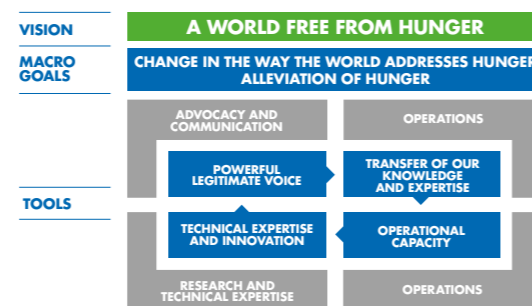 VISION
A WORLD FREE FROM HUNGER
MACRO
GOALS
CHANGE IN THE WAY THE WORLD ADDRESSES HUNGER
ALLEVIATION OF HUNGER
TOOLS
ADVOCACY AND
COMMUNICATION
OPERATIONS
POWERFUL
LEGITIMATE VOICE
TRANSFER OF OUR
KNOWLEDGE
AND EXPERTISE
TECHNICAL EXPERTISE
AND INNOVATION
OPERATIONAL
CAPACITY
RESEARCH AND
TECHNICAL EXPERTISE
OPERATIONS